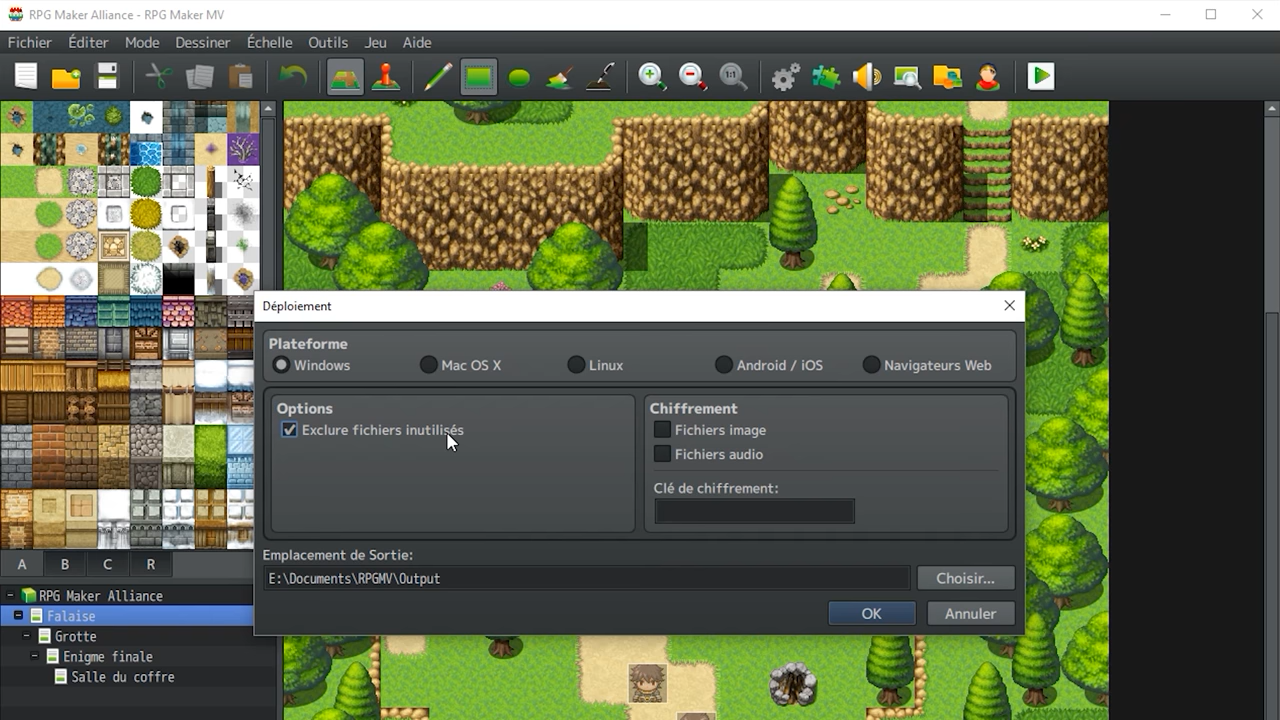 RPG Maker Alliance - RPG Maker MV
Fichier Éditer Mode Dessiner Échelle Outils Jeu Aide
1:1
Déploiement
Plateforme
Windows Mac OS X Linux Android / iOS Navigateurs Web
Options
Exclure fichiers inutilisés
Chiffrement
Fichiers image
Fichiers audio
Clé de chiffrement:
Emplacement de Sortie:
E:\Documents\RPGMV\Output
Choisir...
OK Annuler
A B C R
RPG Maker Alliance
Falaise
Grotte
Enigme finale
Salle du coffre